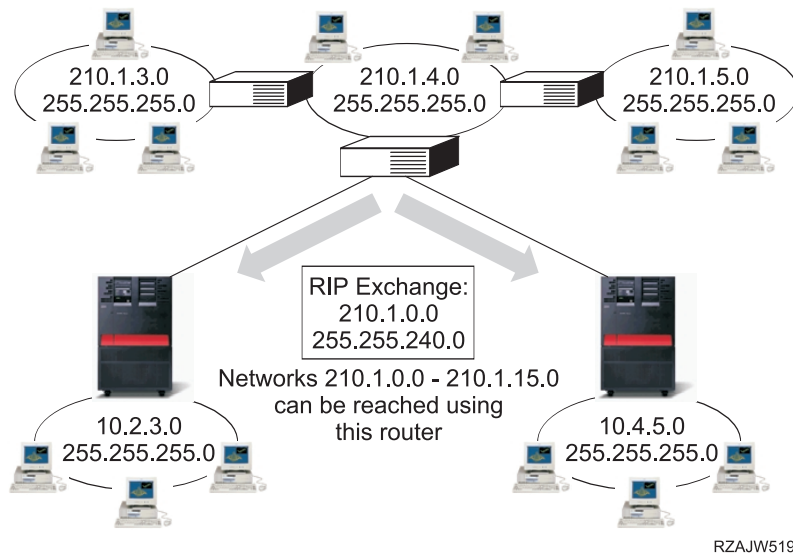 210.1.3.0
255.255.255.0
210.1.4.0
255.255.255.0
210.1.5.0
255.255.255.0
RIP Exchange:
210.1.0.0
255.255.240.0
Networks 210.1.0.0 - 210.1.15.0
can be reached using
this router
10.2.3.0
255.255.255.0
10.4.5.0
255.255.255.0
RZAJW519